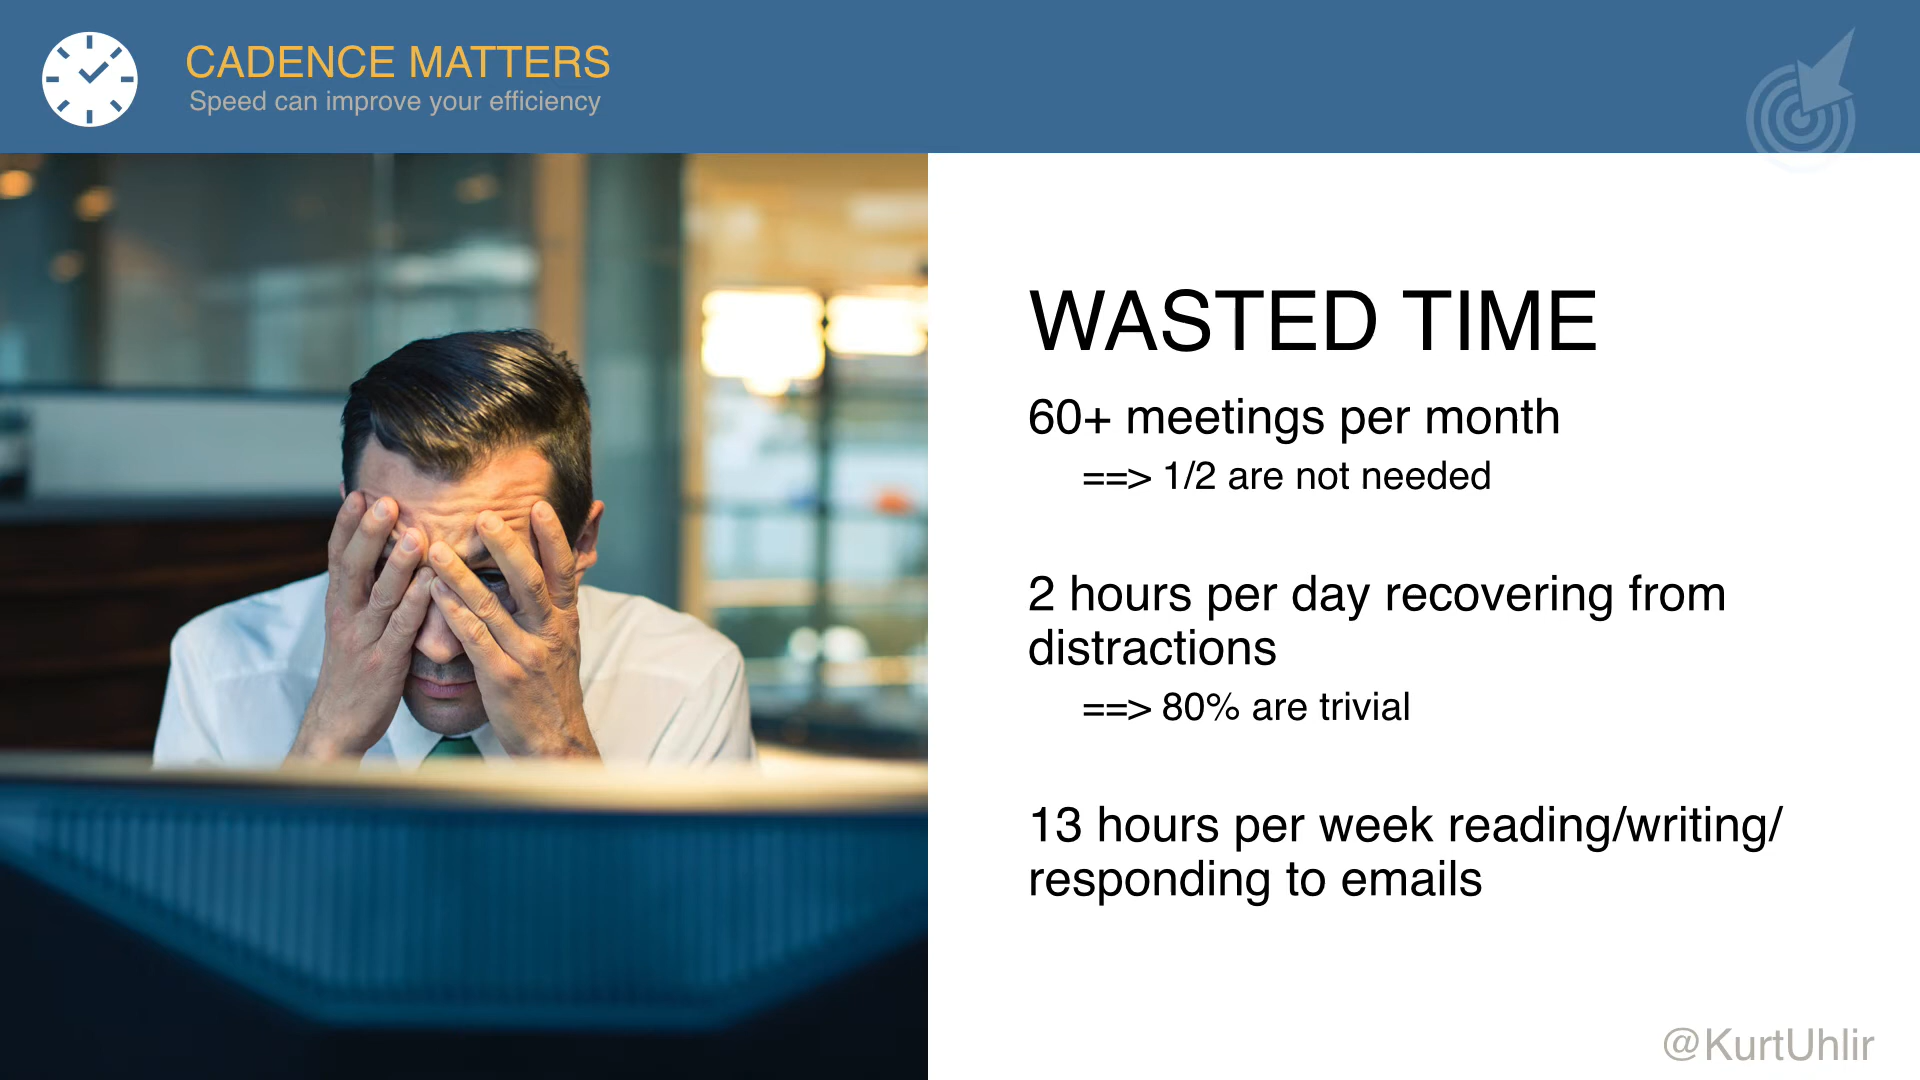 CADENCE MATTERS
Speed can improve your efficiency
WASTED TIME
60+ meetings per month
==> 1/2 are not needed
2 hours per day recovering from
distractions
==> 80% are trivial
13 hours per week reading/writing/
responding to emails
@KurtUhlir